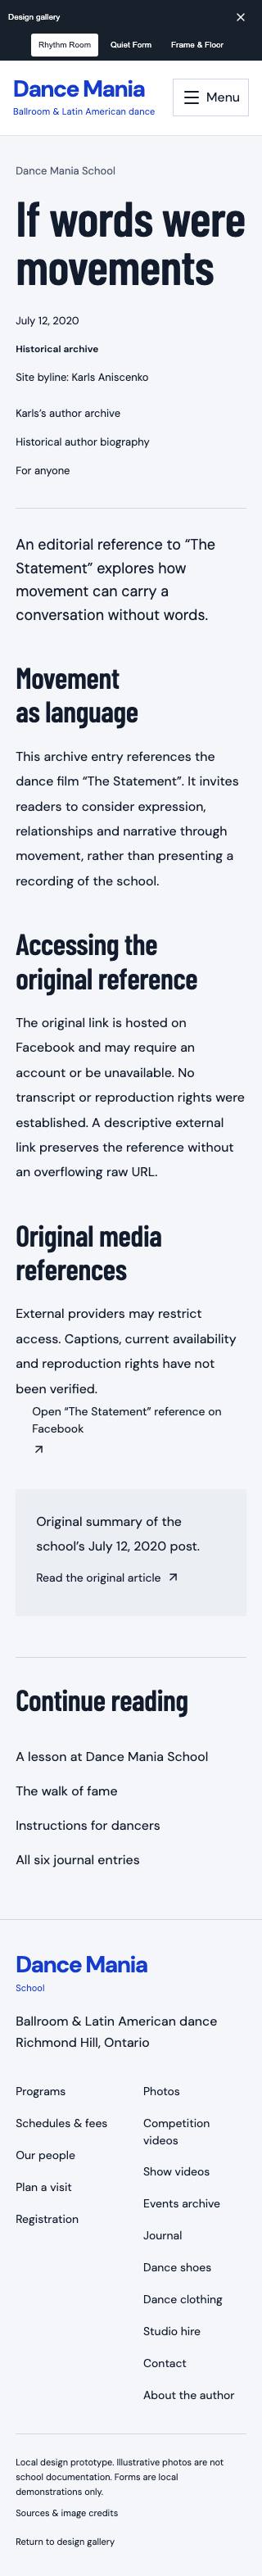 Design gallery
Rhythm Room Quiet Form Frame & Floor
Dance Mania
Ballroom & Latin American dance
Menu
Dance Mania School
If words were
movements
July 12, 2020
Historical archive
Site byline: Karls Aniscenko
Karls’s author archive
Historical author biography
For anyone
An editorial reference to “The
Statement” explores how
movement can carry a
conversation without words.
Movement
as language
This archive entry references the
dance film “The Statement”. It invites
readers to consider expression,
relationships and narrative through
movement, rather than presenting a
recording of the school.
Accessing the
original reference
The original link is hosted on
Facebook and may require an
account or be unavailable. No
transcript or reproduction rights were
established. A descriptive external
link preserves the reference without
an overflowing raw URL.
Original media
references
External providers may restrict
access. Captions, current availability
and reproduction rights have not
been verified.
Open “The Statement” reference on
Facebook
Original summary of the
school’s July 12, 2020 post.
Read the original article
Continue reading
A lesson at Dance Mania School
The walk of fame
Instructions for dancers
All six journal entries
Dance Mania
School
Ballroom & Latin American dance
Richmond Hill, Ontario
Programs
Schedules & fees
Our people
Plan a visit
Registration
Photos
Competition
videos
Show videos
Events archive
Journal
Dance shoes
Dance clothing
Studio hire
Contact
About the author
Local design prototype. Illustrative photos are not
school documentation. Forms are local
demonstrations only.
Sources & image credits
Return to design gallery